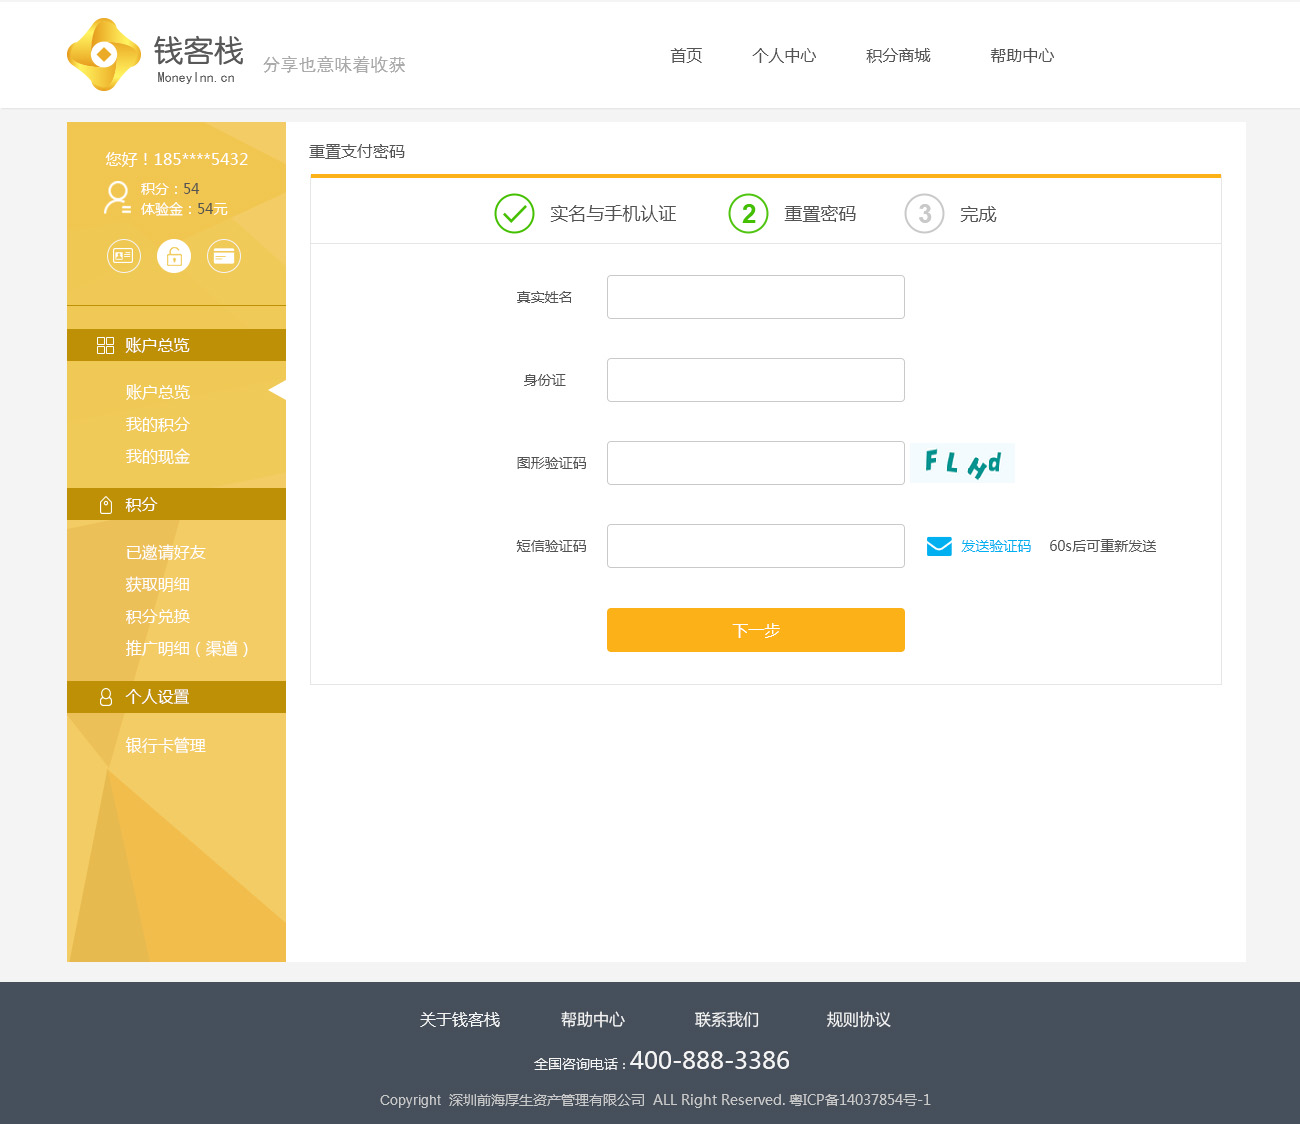 钱客栈
MoneyInn.cn
分享也意味着收获
首页 个人中心 积分商城 帮助中心
您好！185****5432
积分：54
体验金：54元
账户总览
账户总览
我的积分
我的现金
积分
已邀请好友
获取明细
积分兑换
推广明细（渠道）
个人设置
银行卡管理
重置支付密码
实名与手机认证 2 重置密码 3 完成
真实姓名
身份证
图形验证码 FLHd
短信验证码 发送验证码 60s后可重新发送
下一步
关于钱客栈 帮助中心 联系我们 规则协议
全国咨询电话：400-888-3386
Copyright 深圳前海厚生资产管理有限公司 ALL Right Reserved. 粤ICP备14037854号-1